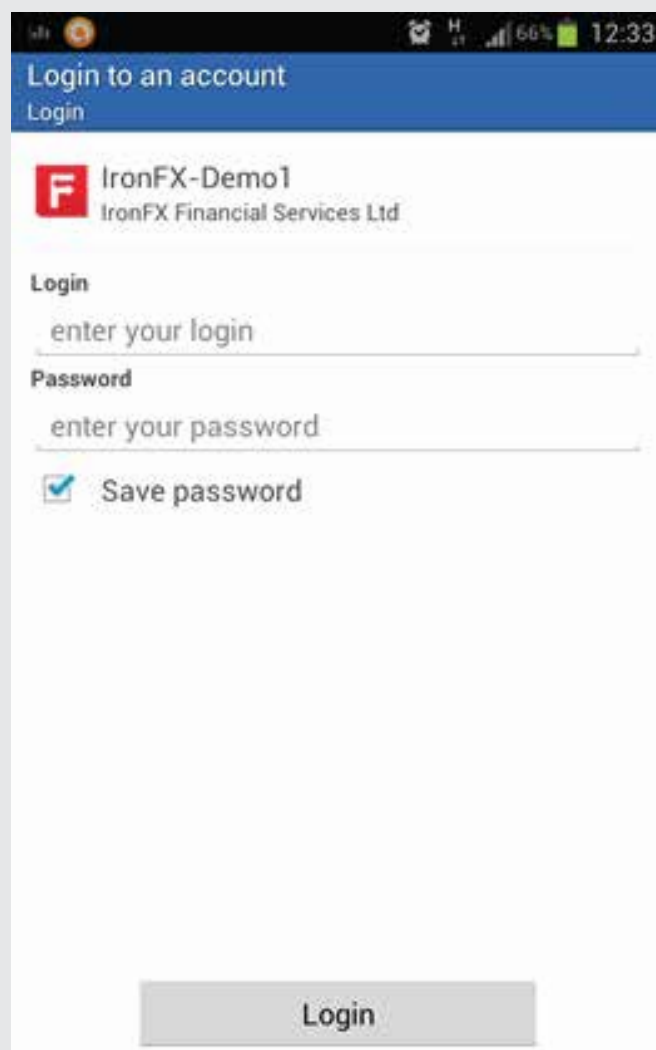 H 66% 12:33
Login to an account
Login
F IronFX-Demo1
IronFX Financial Services Ltd
Login
enter your login
Password
enter your password
Save password
Login